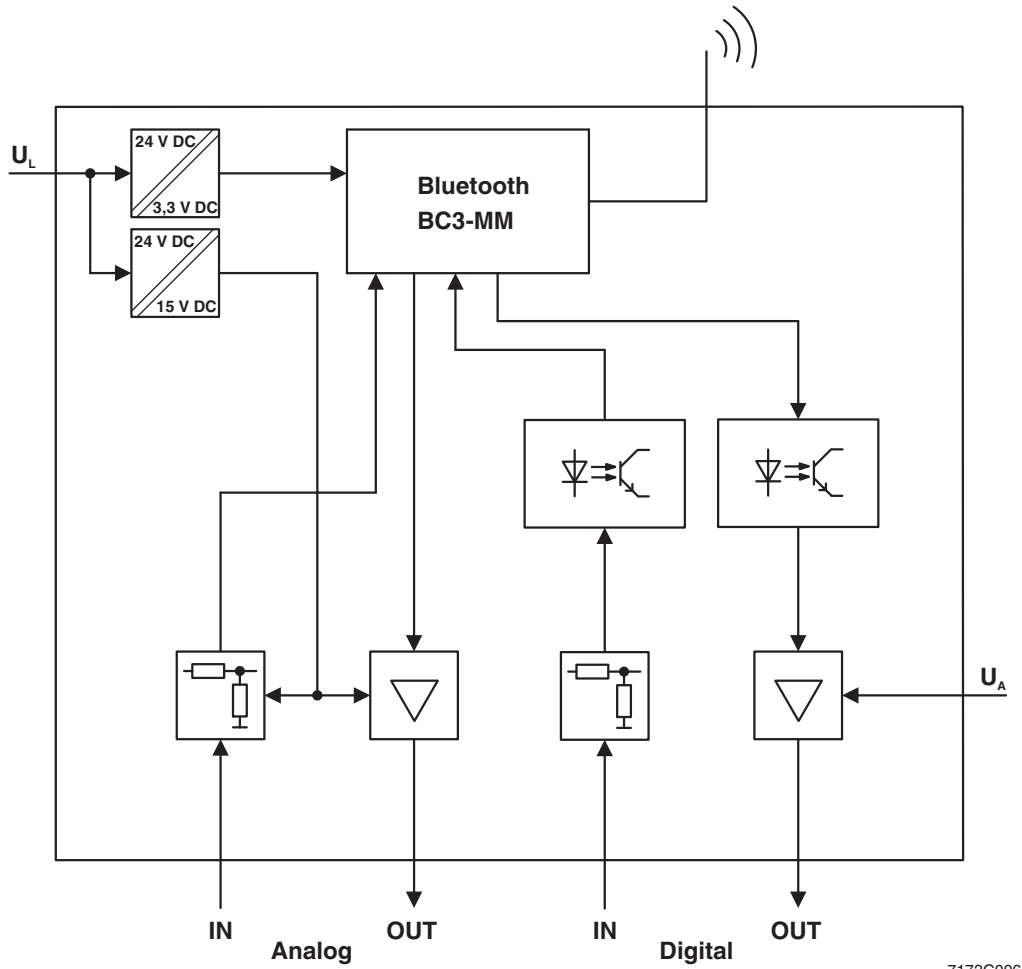 U_L
24 V DC
3,3 V DC
24 V DC
15 V DC
Bluetooth
BC3-MM
U_A
IN
OUT
IN
OUT
Analog
Digital